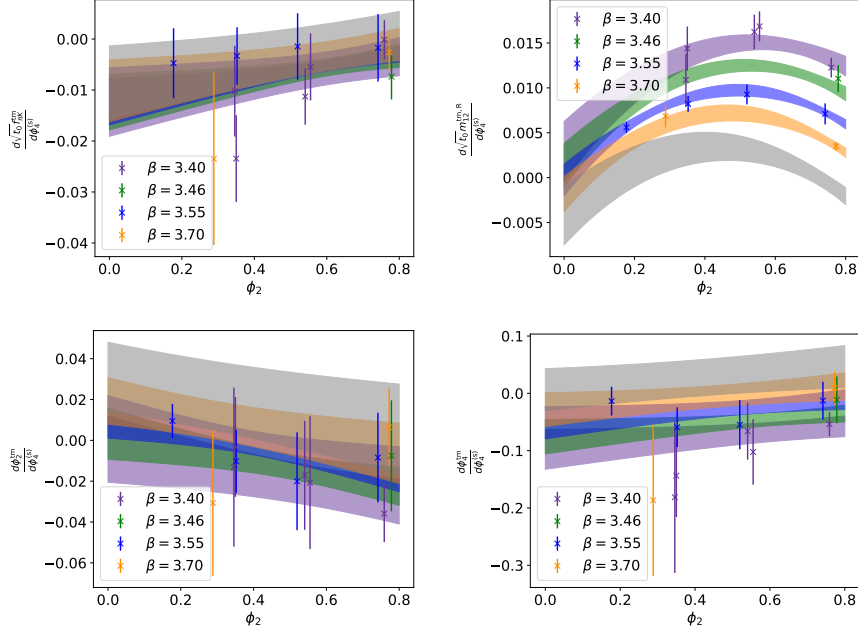 0.00
−0.01
−0.02
−0.03
−0.04
d√t₀f_πK^tm
dϕ₄^(s)
β = 3.40
β = 3.46
β = 3.55
β = 3.70
0.0 0.2 0.4 0.6 0.8
ϕ₂
0.015
0.010
0.005
0.000
−0.005
d√t₀ m₁₂^tm,R
dϕ₄^(s)
β = 3.40
β = 3.46
β = 3.55
β = 3.70
0.0 0.2 0.4 0.6 0.8
ϕ₂
0.04
0.02
0.00
−0.02
−0.04
−0.06
dϕ₂^tm
dϕ₄^(s)
β = 3.40
β = 3.46
β = 3.55
β = 3.70
0.0 0.2 0.4 0.6 0.8
ϕ₂
0.1
0.0
−0.1
−0.2
−0.3
dϕ₄^tm
dϕ₄^(s)
β = 3.40
β = 3.46
β = 3.55
β = 3.70
0.0 0.2 0.4 0.6 0.8
ϕ₂